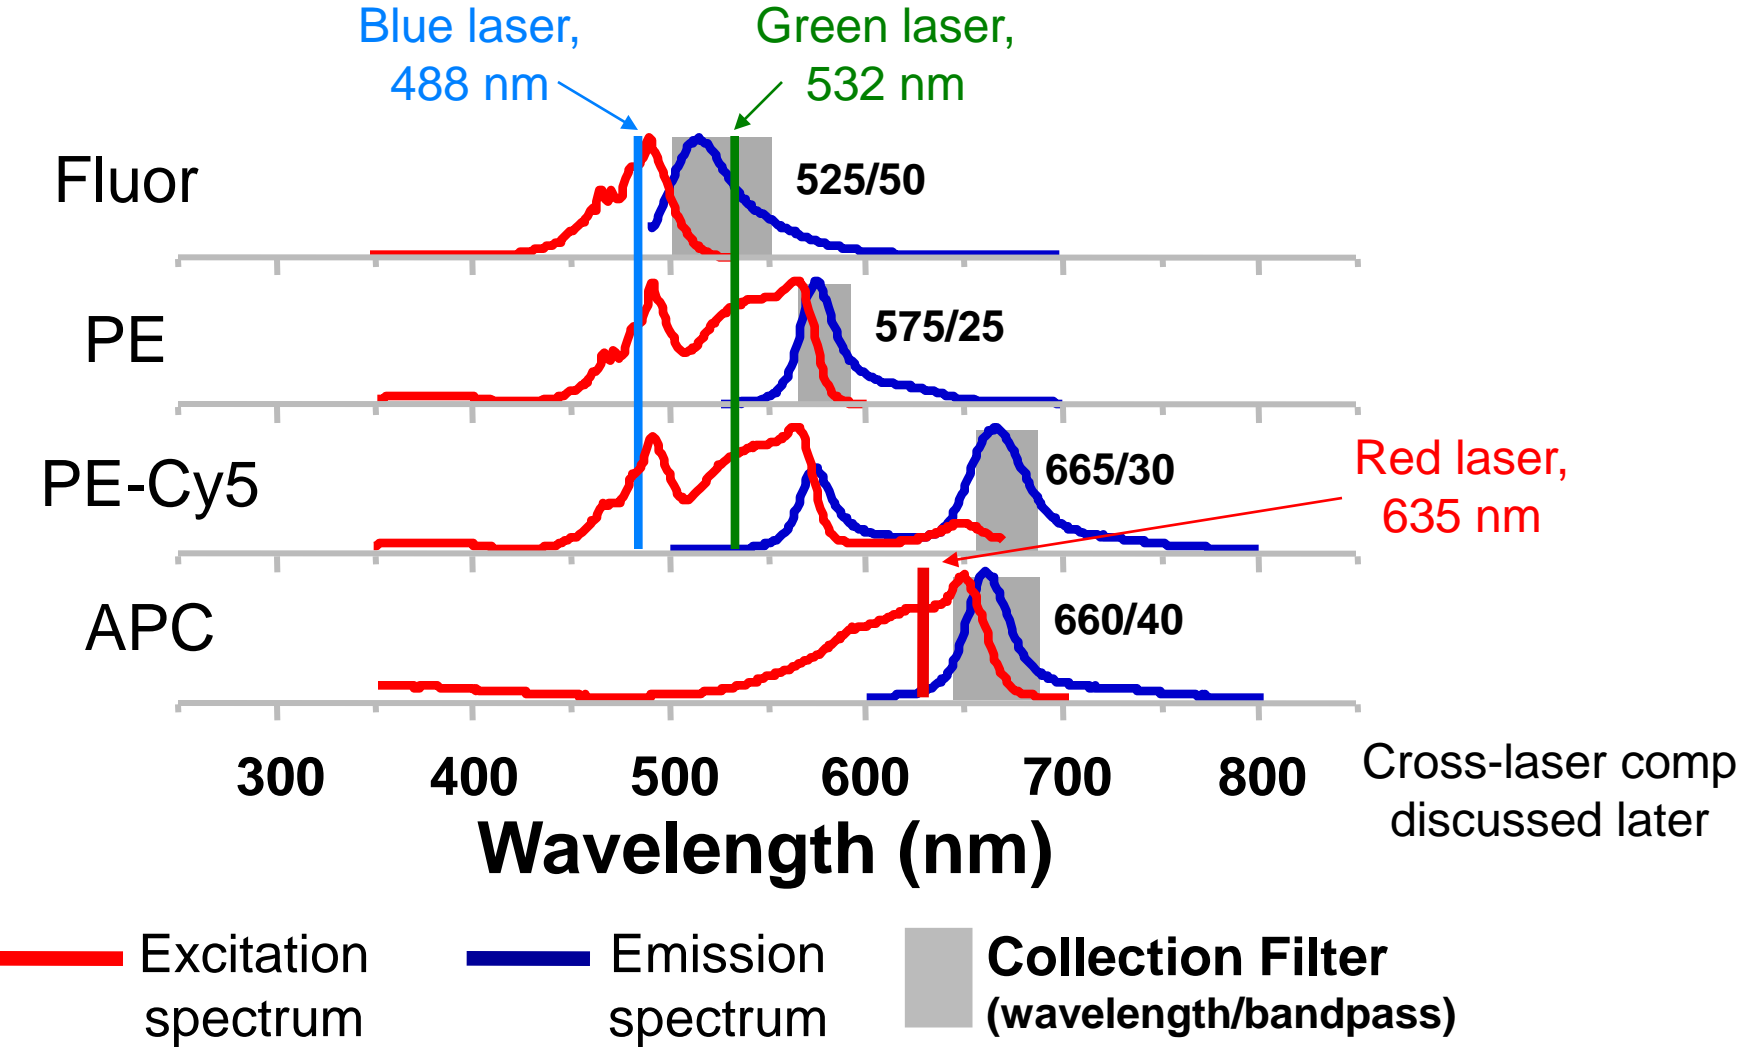 Blue laser,
488 nm
Green laser,
532 nm
Fluor
525/50
PE
575/25
PE-Cy5
665/30
Red laser,
635 nm
APC
660/40
300 400 500 600 700 800
Wavelength (nm)
Cross-laser comp
discussed later
Excitation
spectrum
Emission
spectrum
Collection Filter
(wavelength/bandpass)